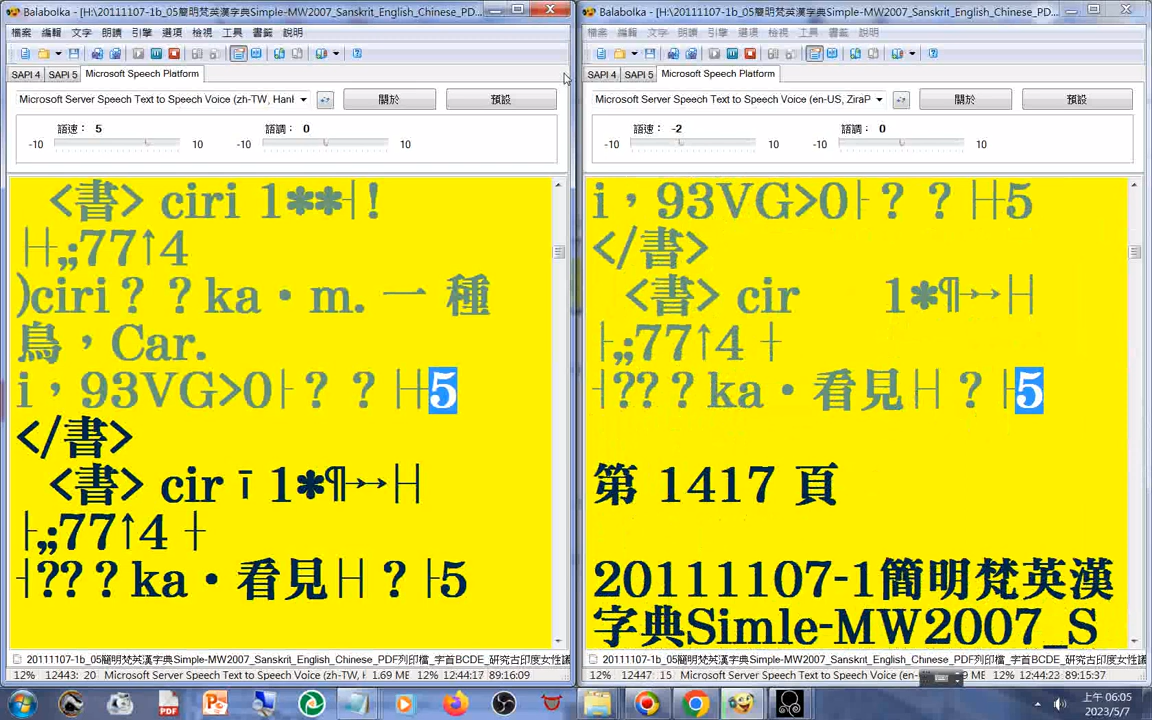 Balabolka - [H:\20111107-1b_05簡明梵英漢字典Simple-MW2007_Sanskrit_English_Chinese_PD...
檔案 編輯 文字 朗讀 引擎 選項 檢視 工具 書籤 說明
SAPI 4 SAPI 5 Microsoft Speech Platform
Microsoft Server Speech Text to Speech Voice (zh-TW, HanI
關於 預設
語速： 5 語調： 0
-10 10 -10 10
<書> ciri 1✽✽┤!
├┼„;77↑4
)ciri？？ka‧m. 一 種
鳥，Car.
i，93VG>0├？？├┼5
</書>
<書> cir ī 1✽¶→→├┤
├„;77↑4 ┼
┤??？ka‧看見├┤？├5
20111107-1b_05簡明梵英漢字典Simple-MW2007_Sanskrit_English_Chinese_PDF列印檔_字首BCDE_研究古印度女性議
12% 12443: 20 Microsoft Server Speech Text to Speech Voice (zh-TW, H 1.69 ME 12% 12:44:17 89:16:09
Balabolka - [H:\20111107-1b_05簡明梵英漢字典Simple-MW2007_Sanskrit_English_Chinese_PD...
檔案 編輯 文字 朗讀 引擎 選項 檢視 工具 書籤 說明
SAPI 4 SAPI 5 Microsoft Speech Platform
Microsoft Server Speech Text to Speech Voice (en-US, ZiraP
關於 預設
語速： -2 語調： 0
-10 10 -10 10
i，93VG>0├？？├┼5
</書>
<書> cir 1✽¶→→├┤
├„;77↑4 ┼
┤??？ka‧看見├┤？├5
第 1417 頁
20111107-1簡明梵英漢
字典Simle-MW2007_S
20111107-1b_05簡明梵英漢字典Simple-MW2007_Sanskrit_English_Chinese_PDF列印檔_字首BCDE_研究古印度女性議
12% 12447: 15 Microsoft Server Speech Text to Speech Voice (en-U 9 ME 12% 12:44:23 89:15:37
上午 06:05
2023/5/7